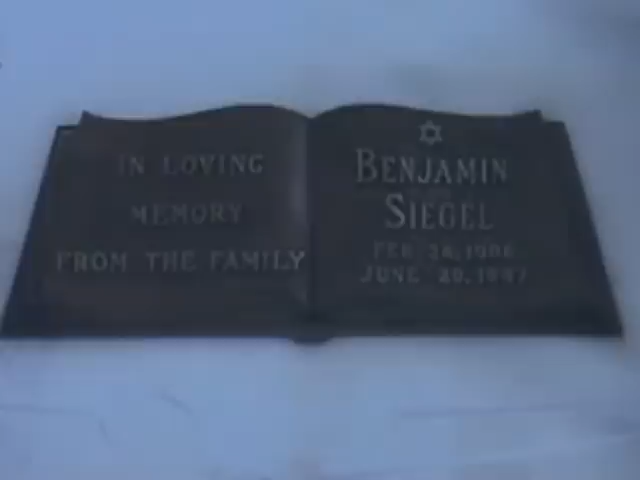 IN LOVING
MEMORY
FROM THE FAMILY
BENJAMIN
SIEGEL
FEB 28, 1906
JUNE 20, 1947